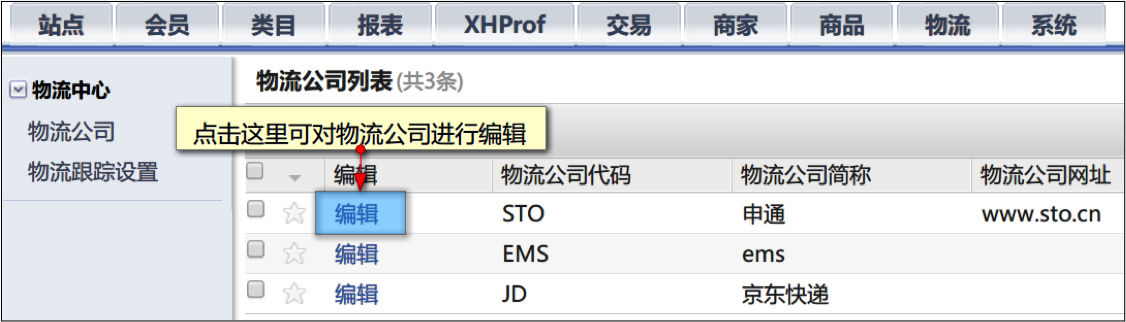 站点 会员 类目 报表 XHProf 交易 商家 商品 物流 系统
物流中心
物流公司
物流跟踪设置
物流公司列表(共3条)
点击这里可对物流公司进行编辑
编辑 物流公司代码 物流公司简称 物流公司网址
编辑 STO 申通 www.sto.cn
编辑 EMS ems
编辑 JD 京东快递